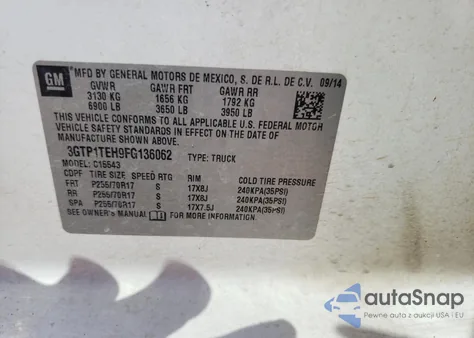 GM MFD BY GENERAL MOTORS DE MEXICO, S. DE R.L. DE C.V. 09/14
GVWR GAWR FRT GAWR RR
3130 KG 1656 KG 1792 KG
6900 LB 3650 LB 3950 LB
THIS VEHICLE CONFORMS TO ALL APPLICABLE
U.S. FEDERAL MOTOR
VEHICLE SAFETY STANDARDS IN EFFECT ON THE DATE OF
MANUFACTURE SHOWN ABOVE.
3GTP1TEH9FG136062 TYPE: TRUCK
MODEL: C15543
TIRE SIZE SPEED RTG RIM COLD TIRE PRESSURE
FRT P255/70R17 S 17X8J 240KPA(35PSI)
RR P255/70R17 S 17X8J 240KPA(35PSI)
SPA P255/70R17 S 17X7.5J 240KPA(35PSI)
SEE OWNER'S MANUAL FOR MORE INFORMATION.
autaSnap
Pewne auto z aukcji USA i EU